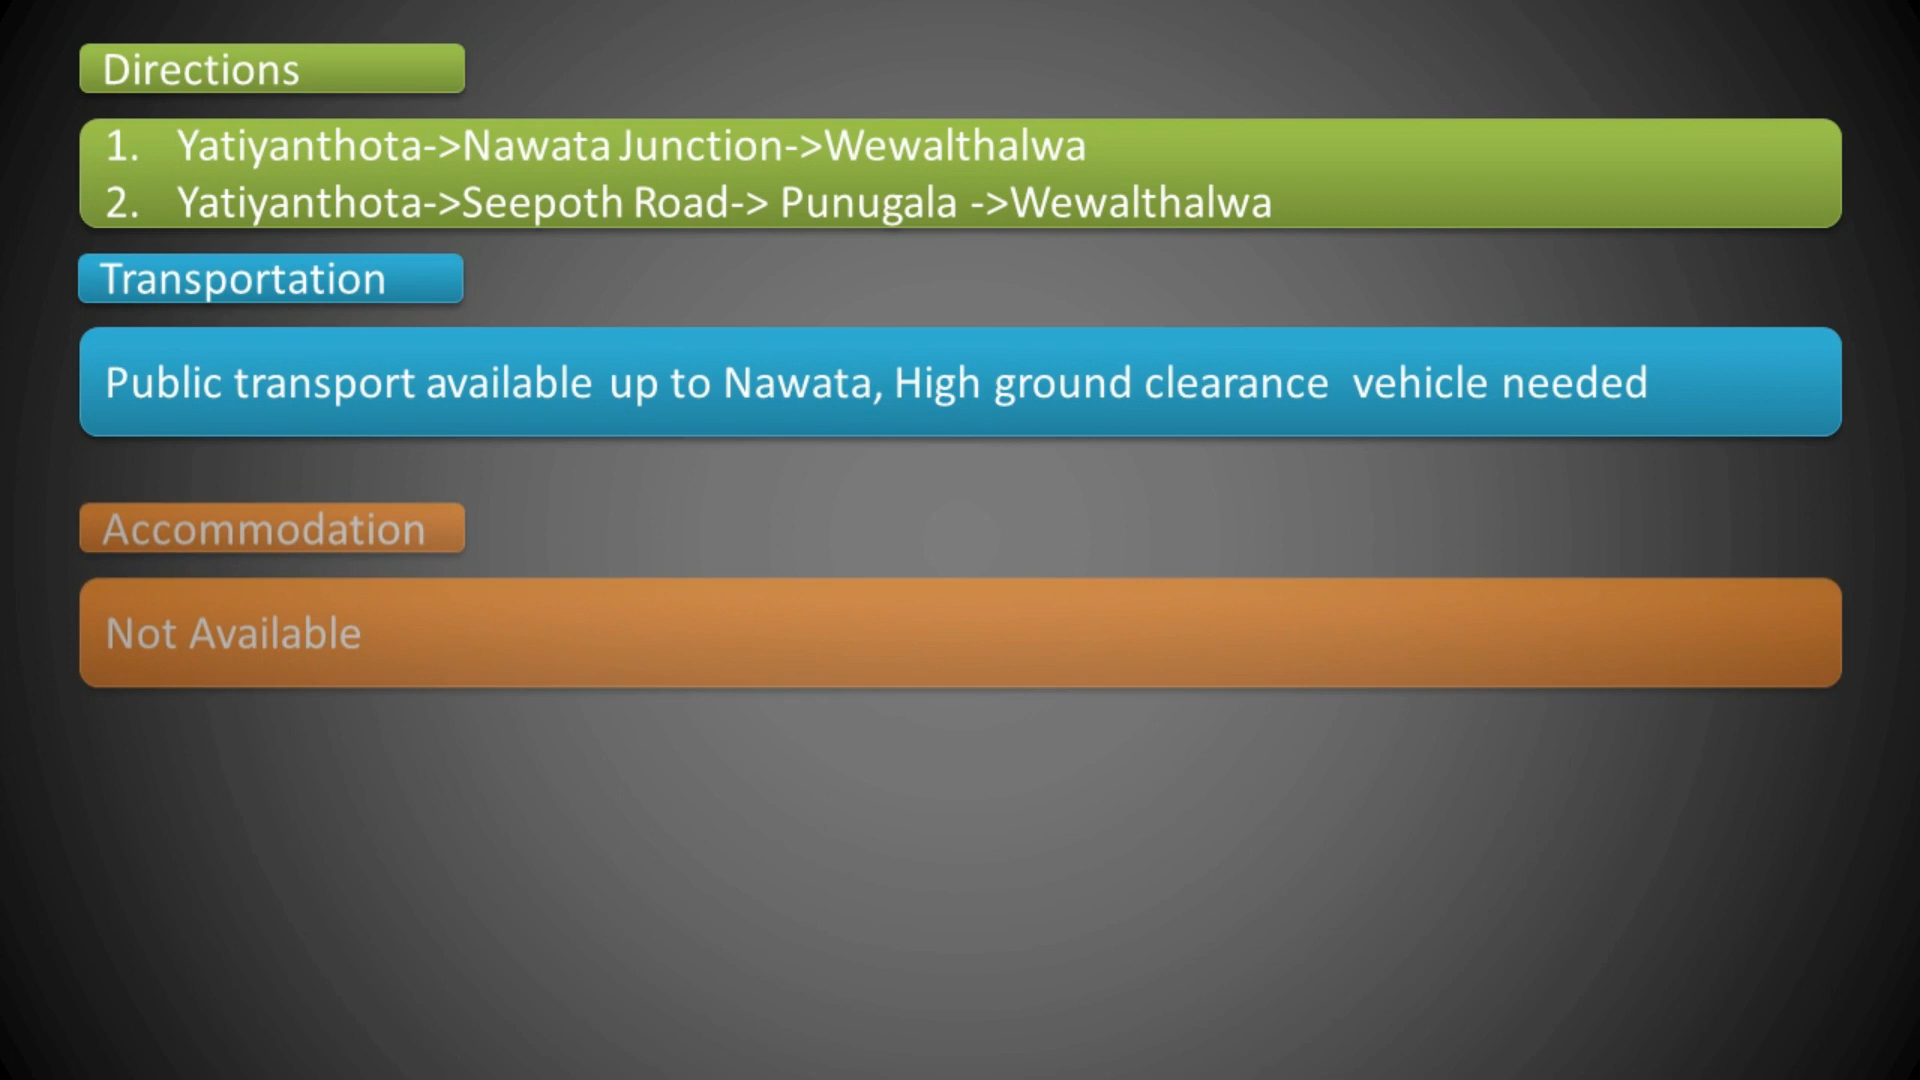 Directions
1. Yatiyanthota->Nawata Junction->Wewalthalwa
2. Yatiyanthota->Seepoth Road-> Punugala ->Wewalthalwa
Transportation
Public transport available up to Nawata, High ground clearance vehicle needed
Accommodation
Not Available